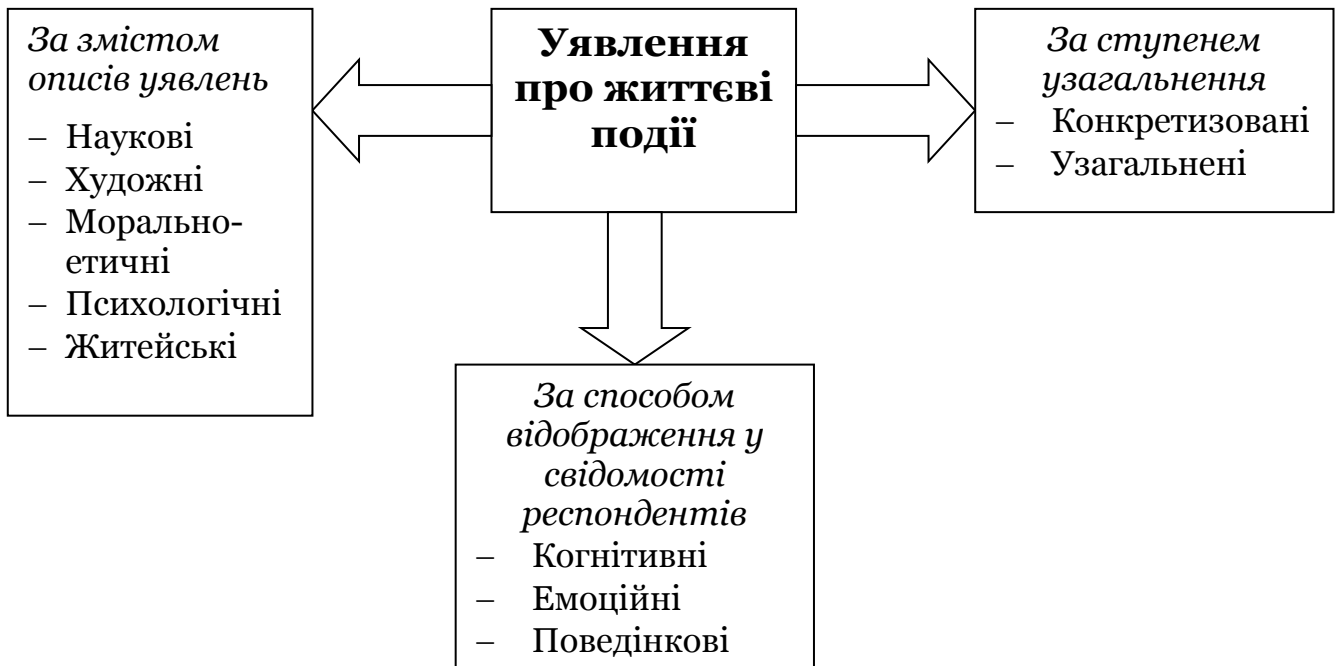 Уявлення
про життєві
події
За змістом
описів уявлень
– Наукові
– Художні
– Морально-
етичні
– Психологічні
– Житейські
За ступенем
узагальнення
– Конкретизовані
– Узагальнені
За способом
відображення у
свідомості
респондентів
– Когнітивні
– Емоційні
– Поведінкові